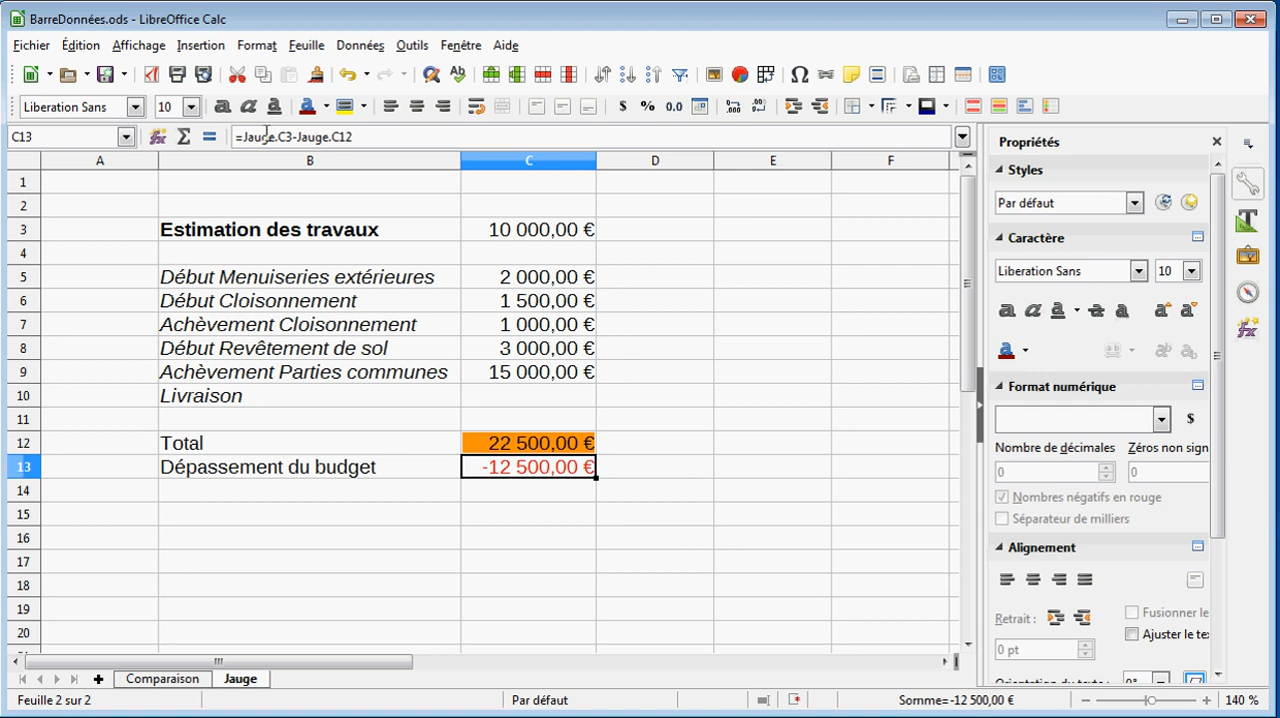 BarreDonnées.ods - LibreOffice Calc
Fichier Édition Affichage Insertion Format Feuille Données Outils Fenêtre Aide
Liberation Sans 10
C13 =Jauge.C3-Jauge.C12
A B C D E F
1
2
3 Estimation des travaux 10 000,00 €
4
5 Début Menuiseries extérieures 2 000,00 €
6 Début Cloisonnement 1 500,00 €
7 Achèvement Cloisonnement 1 000,00 €
8 Début Revêtement de sol 3 000,00 €
9 Achèvement Parties communes 15 000,00 €
10 Livraison
11
12 Total 22 500,00 €
13 Dépassement du budget -12 500,00 €
14
15
16
17
18
19
20
Propriétés
Styles
Par défaut
Caractère
Liberation Sans 10
Format numérique
Nombre de décimales Zéros non sign
0 0
Nombres négatifs en rouge
Séparateur de milliers
Alignement
Retrait : Fusionner le
0 pt Ajuster le tex
Comparaison Jauge
Feuille 2 sur 2 Par défaut Somme=-12 500,00 € 140 %